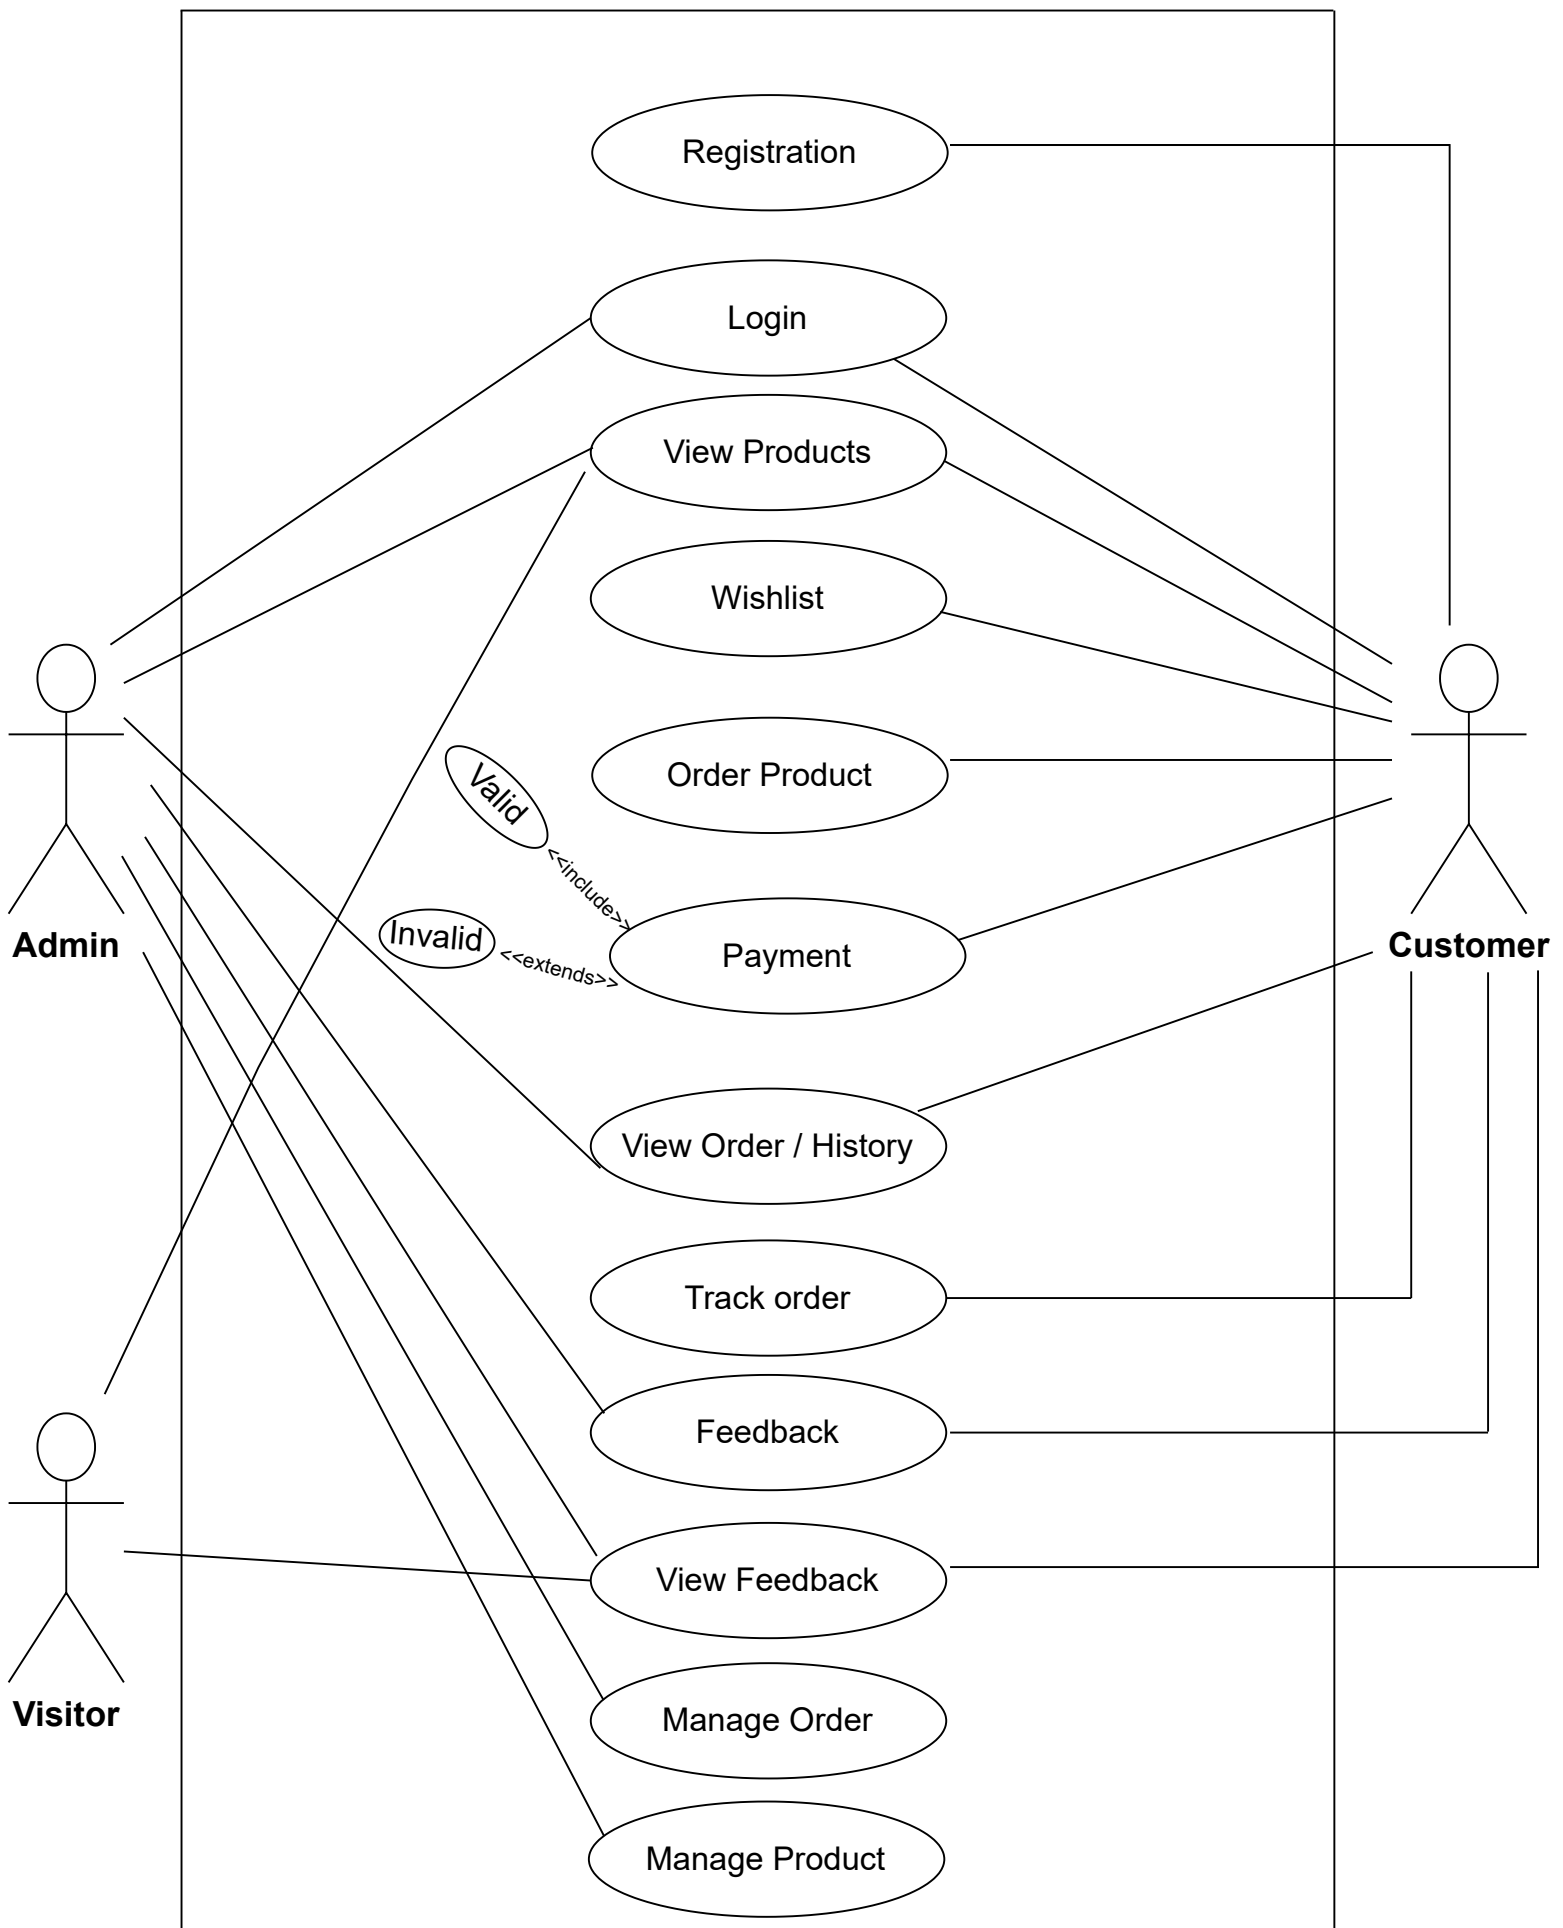 Registration
Login
View Products
Wishlist
Order Product
Valid
<<include>>
Invalid
<<extends>>
Payment
Admin
Customer
View Order / History
Track order
Feedback
View Feedback
Visitor
Manage Order
Manage Product